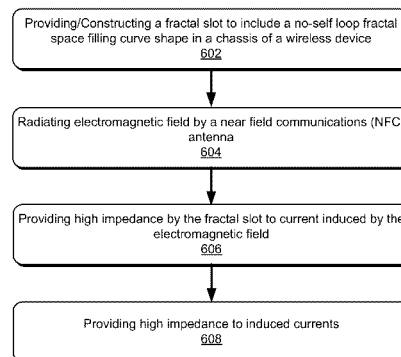 Providing/Constructing a fractal slot to include a no-self loop fractal
space filling curve shape in a chassis of a wireless device
602
Radiating electromagnetic field by a near field communications (NFC
antenna
604
Providing high impedance by the fractal slot to current induced by the
electromagnetic field
606
Providing high impedance to induced currents
608